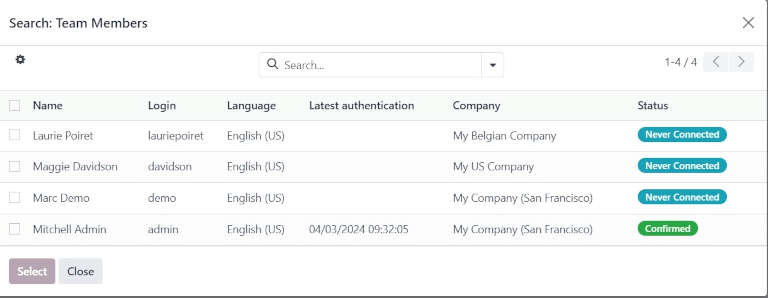 Search: Team Members
Search...
1-4 / 4
Name Login Language Latest authentication Company Status
Laurie Poiret lauriepoiret English (US) My Belgian Company Never Connected
Maggie Davidson davidson English (US) My US Company Never Connected
Marc Demo demo English (US) My Company (San Francisco) Never Connected
Mitchell Admin admin English (US) 04/03/2024 09:32:05 My Company (San Francisco) Confirmed
Select Close